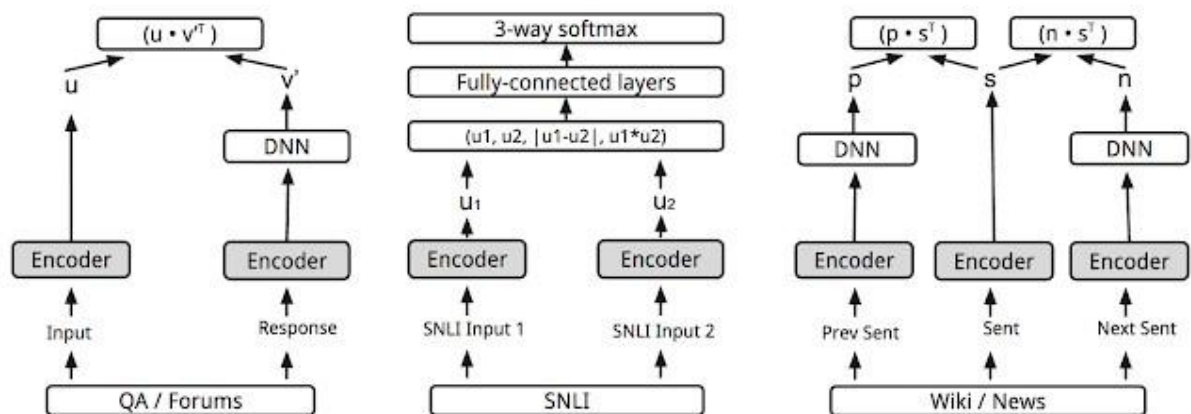 (u • v'ᵀ)
u
v'
DNN
Encoder
Encoder
Input
Response
QA / Forums
3-way softmax
Fully-connected layers
(u1, u2, |u1-u2|, u1*u2)
u₁
u₂
Encoder
Encoder
SNLI Input 1
SNLI Input 2
SNLI
(p • sᵀ)
(n • sᵀ)
p
s
n
DNN
DNN
Encoder
Encoder
Encoder
Prev Sent
Sent
Next Sent
Wiki / News